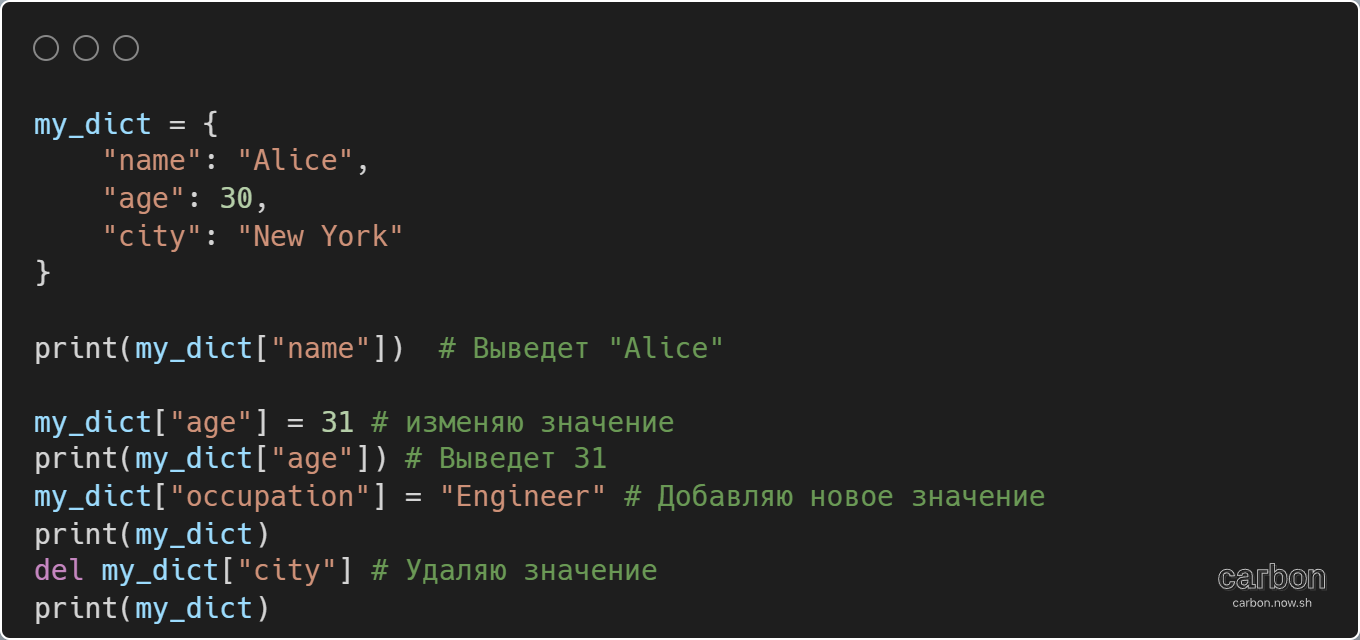 my_dict = {
    "name": "Alice",
    "age": 30,
    "city": "New York"
}

print(my_dict["name"])  # Выведет "Alice"

my_dict["age"] = 31 # изменяю значение
print(my_dict["age"]) # Выведет 31
my_dict["occupation"] = "Engineer" # Добавляю новое значение
print(my_dict)
del my_dict["city"] # Удаляю значение
print(my_dict)
carbon
carbon.now.sh